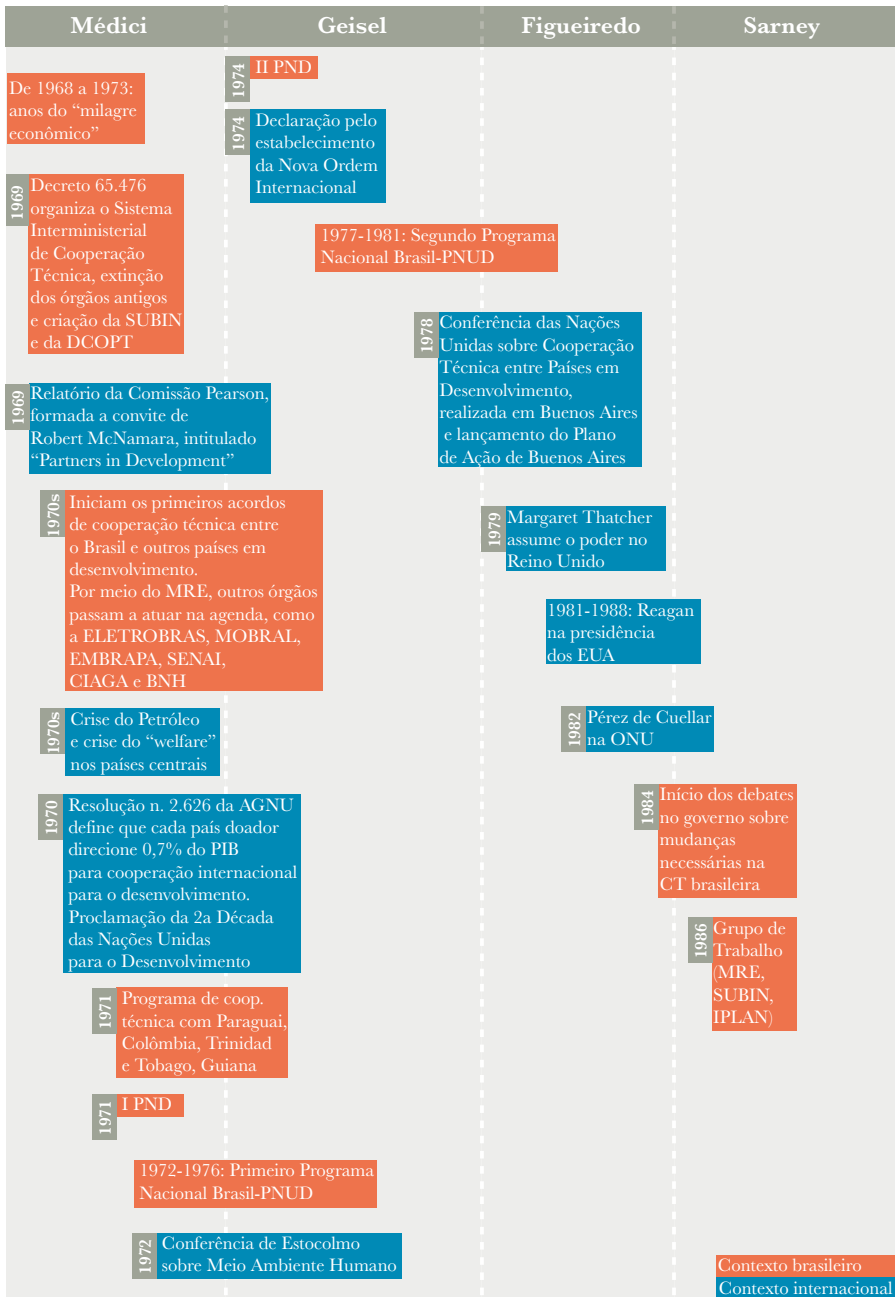 Médici Geisel Figueiredo Sarney
De 1968 a 1973:
anos do “milagre
econômico”
1969
Decreto 65.476
organiza o Sistema
Interministerial
de Cooperação
Técnica, extinção
dos órgãos antigos
e criação da SUBIN
e da DCOPT
1969
Relatório da Comissão Pearson,
formada a convite de
Robert McNamara, intitulado
“Partners in Development”
1970s
Iniciam os primeiros acordos
de cooperação técnica entre
o Brasil e outros países em
desenvolvimento.
Por meio do MRE, outros órgãos
passam a atuar na agenda, como
a ELETROBRAS, MOBRAL,
EMBRAPA, SENAI,
CIAGA e BNH
1970s
Crise do Petróleo
e crise do “welfare”
nos países centrais
1970
Resolução n. 2.626 da AGNU
define que cada país doador
direcione 0,7% do PIB
para cooperação internacional
para o desenvolvimento.
Proclamação da 2a Década
das Nações Unidas
para o Desenvolvimento
1971
Programa de coop.
técnica com Paraguai,
Colômbia, Trinidad
e Tobago, Guiana
1971
I PND
1972-1976: Primeiro Programa
Nacional Brasil-PNUD
1972
Conferência de Estocolmo
sobre Meio Ambiente Humano
1974
II PND
1974
Declaração pelo
estabelecimento
da Nova Ordem
Internacional
1977-1981: Segundo Programa
Nacional Brasil-PNUD
1978
Conferência das Nações
Unidas sobre Cooperação
Técnica entre Países em
Desenvolvimento,
realizada em Buenos Aires
e lançamento do Plano
de Ação de Buenos Aires
1979
Margaret Thatcher
assume o poder no
Reino Unido
1981-1988: Reagan
na presidência
dos EUA
1982
Pérez de Cuellar
na ONU
1984
Início dos debates
no governo sobre
mudanças
necessárias na
CT brasileira
1986
Grupo de
Trabalho
(MRE,
SUBIN,
IPLAN)
Contexto brasileiro
Contexto internacional